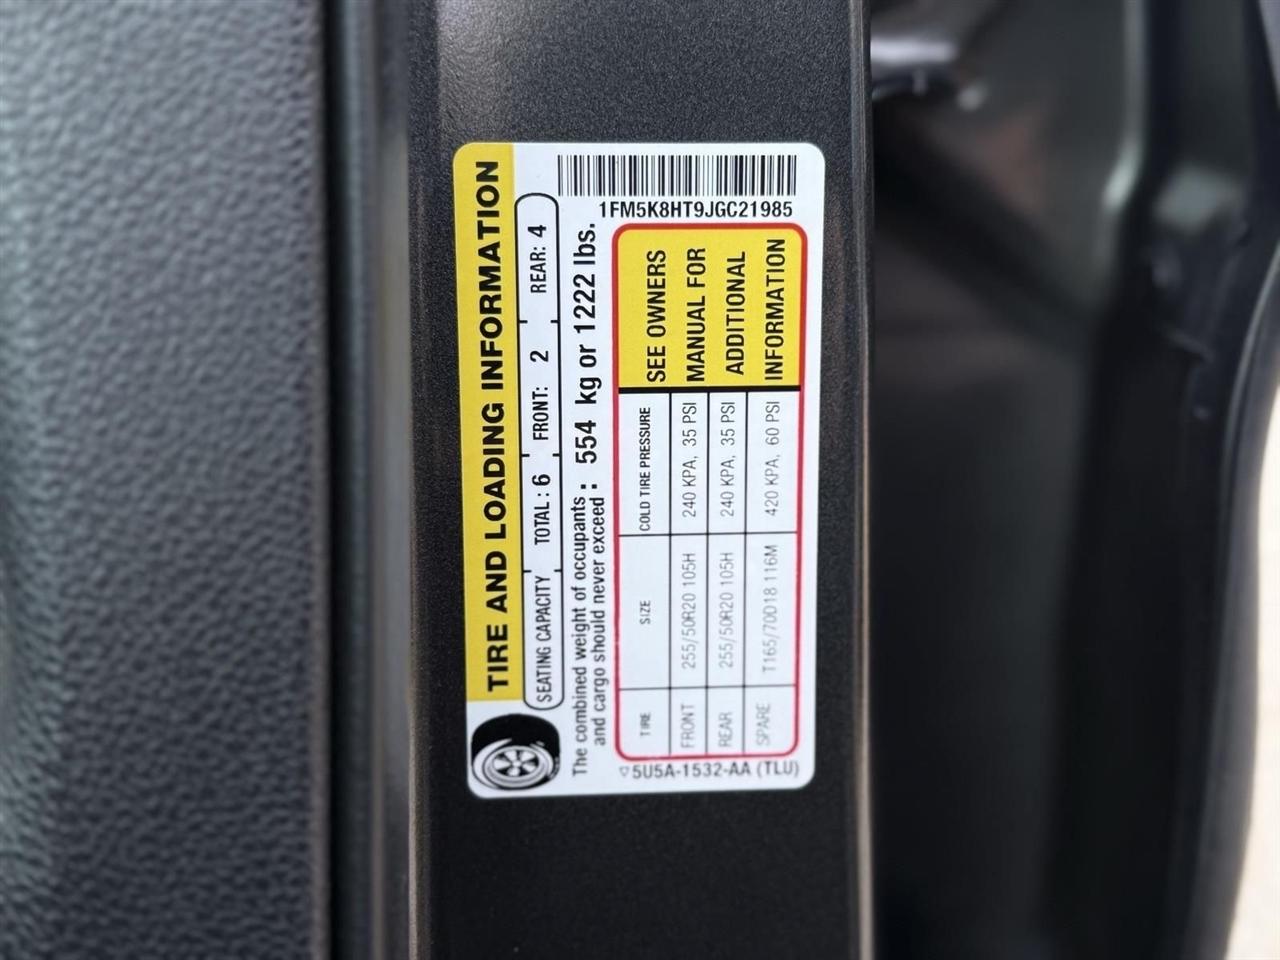 TIRE AND LOADING INFORMATION
SEATING CAPACITY TOTAL: 6 FRONT: 2 REAR: 4
The combined weight of occupants
and cargo should never exceed : 554 kg or 1222 lbs.
1FM5K8HT9JGC21985
TIRE SIZE COLD TIRE PRESSURE
FRONT 255/50R20 105H 240 KPA, 35 PSI
REAR 255/50R20 105H 240 KPA, 35 PSI
SPARE T165/70D18 116M 420 KPA, 60 PSI
SEE OWNERS
MANUAL FOR
ADDITIONAL
INFORMATION
5U5A-1532-AA (TLU)